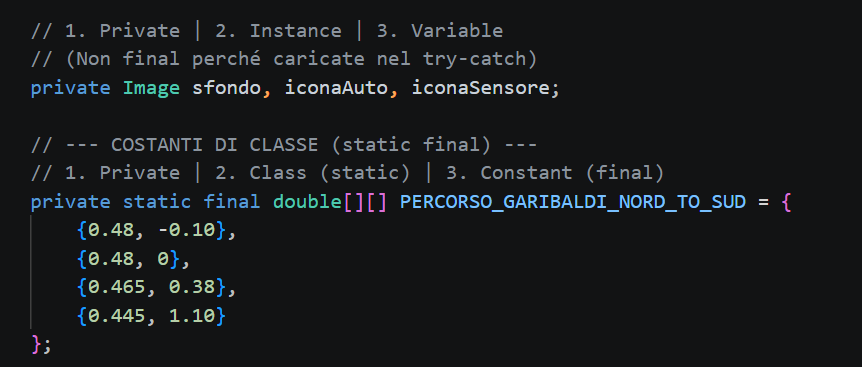 // 1. Private | 2. Instance | 3. Variable
// (Non final perché caricate nel try-catch)
private Image sfondo, iconaAuto, iconaSensore;
// --- COSTANTI DI CLASSE (static final) ---
// 1. Private | 2. Class (static) | 3. Constant (final)
private static final double[][] PERCORSO_GARIBALDI_NORD_TO_SUD = {
    {0.48, -0.10},
    {0.48, 0},
    {0.465, 0.38},
    {0.445, 1.10}
};